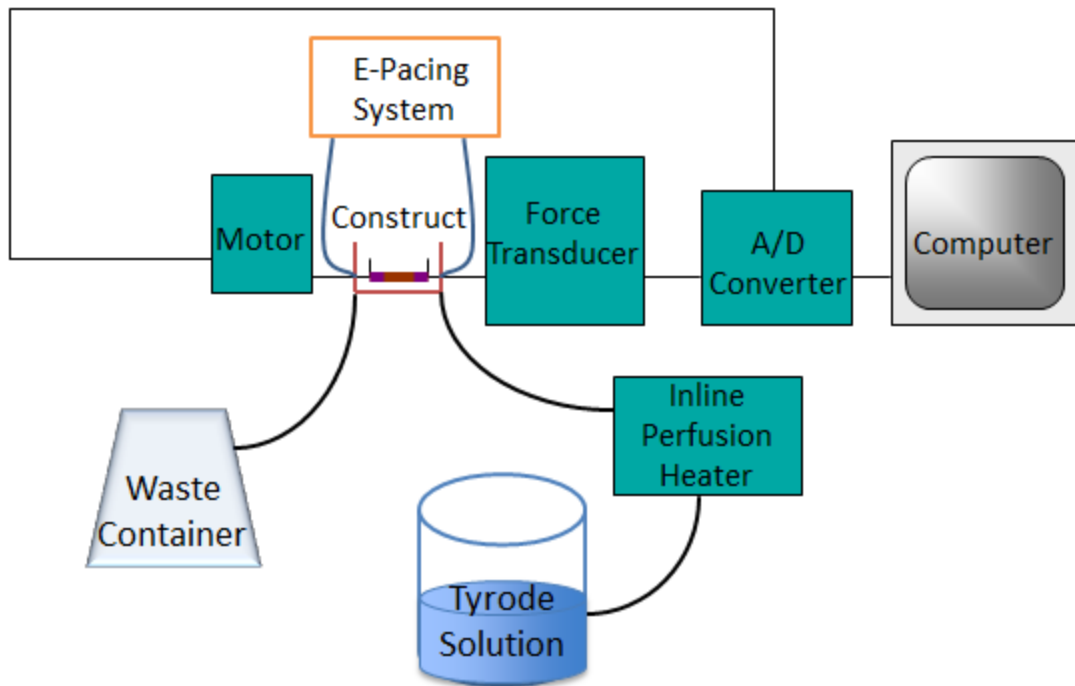 E-Pacing
System
Construct
Motor
Force
Transducer
A/D
Converter
Computer
Inline
Perfusion
Heater
Waste
Container
Tyrode
Solution